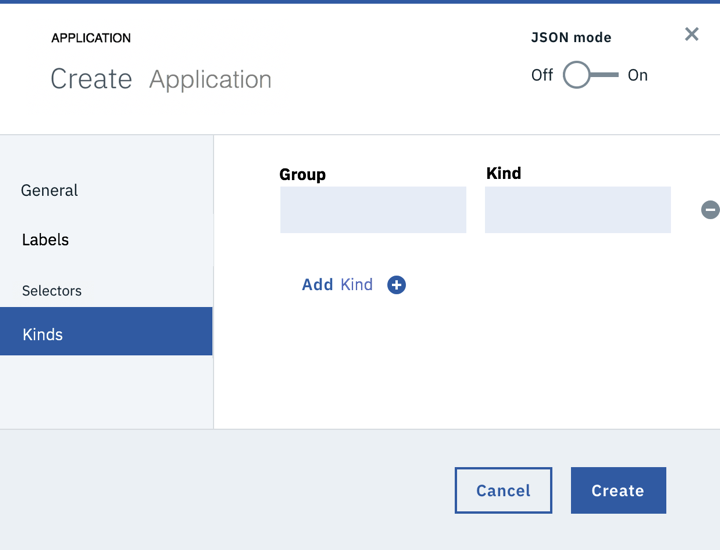 APPLICATION
Create Application
JSON mode
Off On
General
Labels
Selectors
Kinds
Group Kind
Add Kind
Cancel Create